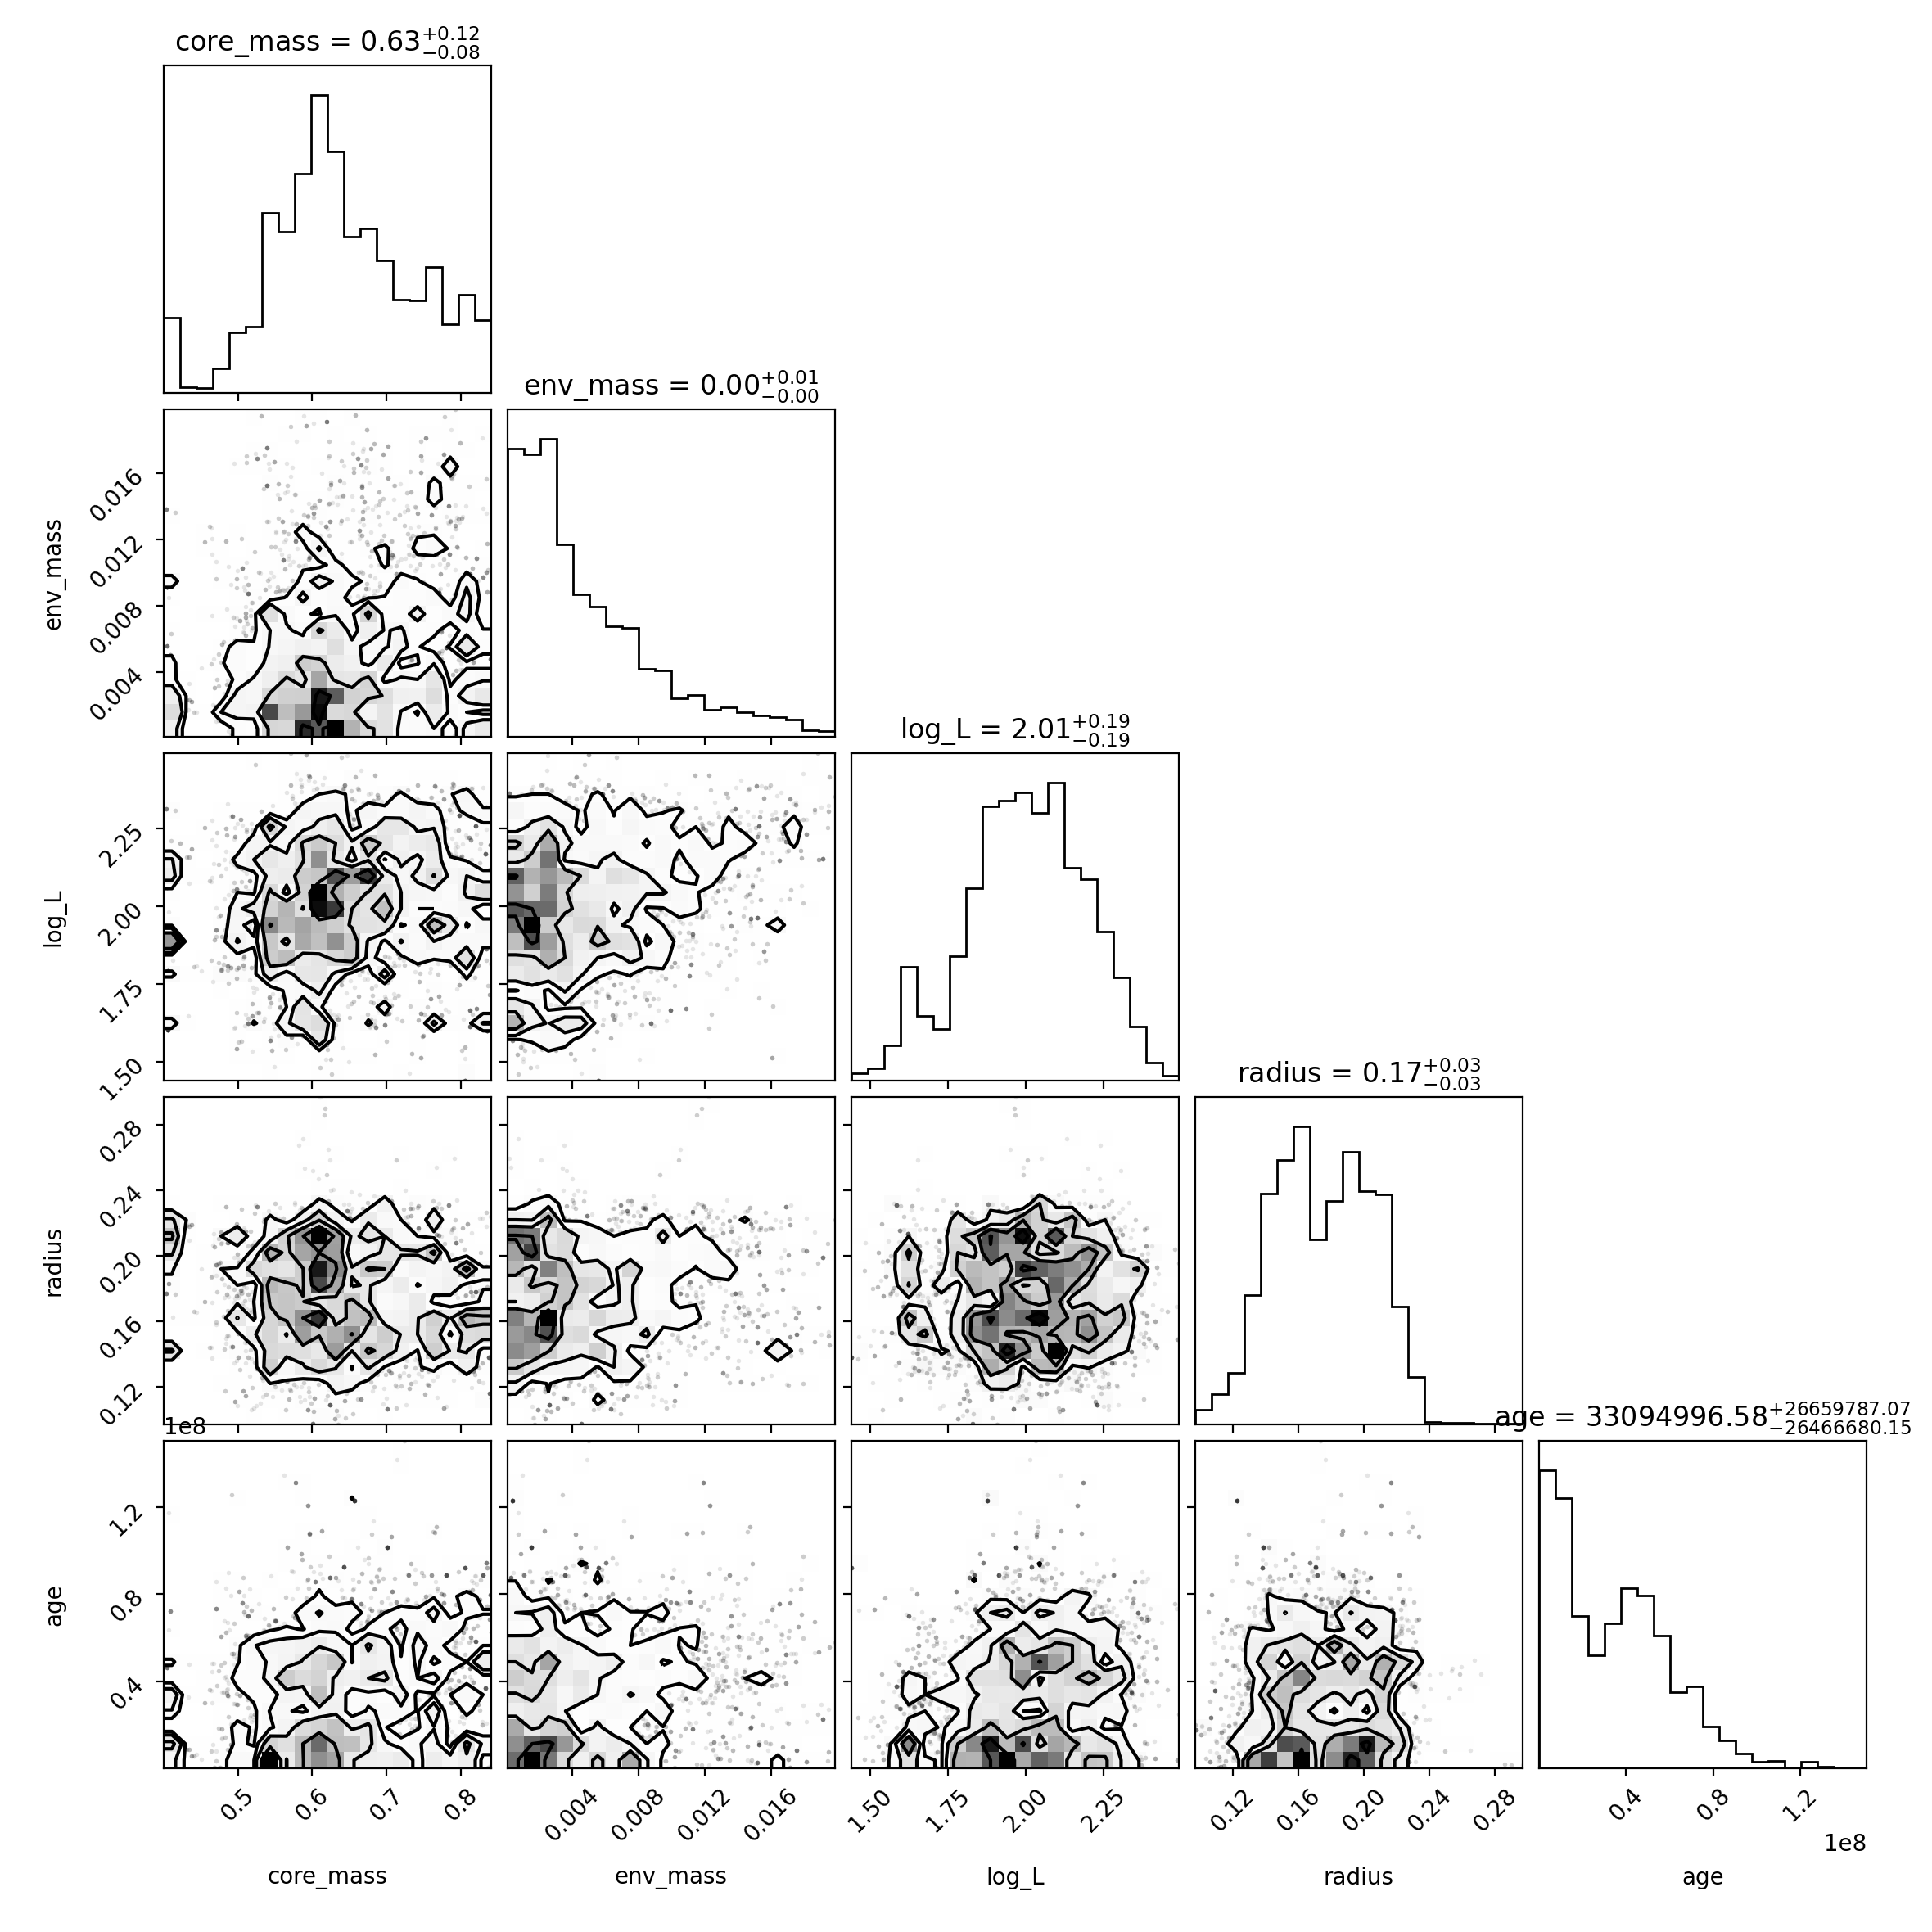 core_mass = 0.63+0.12 −0.08
env_mass = 0.00+0.01 −0.00
log_L = 2.01+0.19 −0.19
radius = 0.17+0.03 −0.03
age = 33094996.58+26659787.07 −26466680.15
env_mass
0.016
0.012
0.008
0.004
log_L
2.25
2.00
1.75
1.50
radius
0.28
0.24
0.20
0.16
0.12
1e8
age
1.2
0.8
0.4
0.5 0.6 0.7 0.8
0.004 0.008 0.012 0.016
1.50 1.75 2.00 2.25
0.12 0.16 0.20 0.24 0.28
0.4 0.8 1.2
1e8
core_mass env_mass log_L radius age